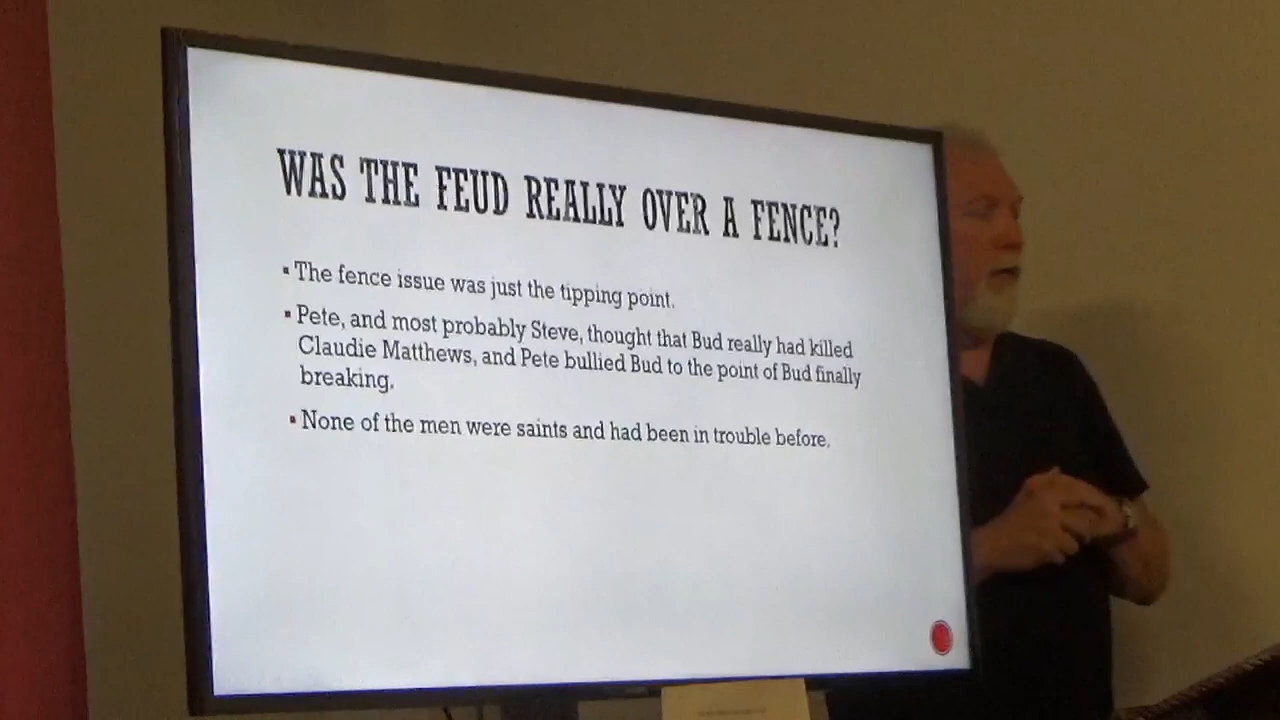 WAS THE FEUD REALLY OVER A FENCE?
▪ The fence issue was just the tipping point.
▪ Pete, and most probably Steve, thought that Bud really had killed
Claudie Matthews, and Pete bullied Bud to the point of Bud finally
breaking.
▪ None of the men were saints and had been in trouble before.